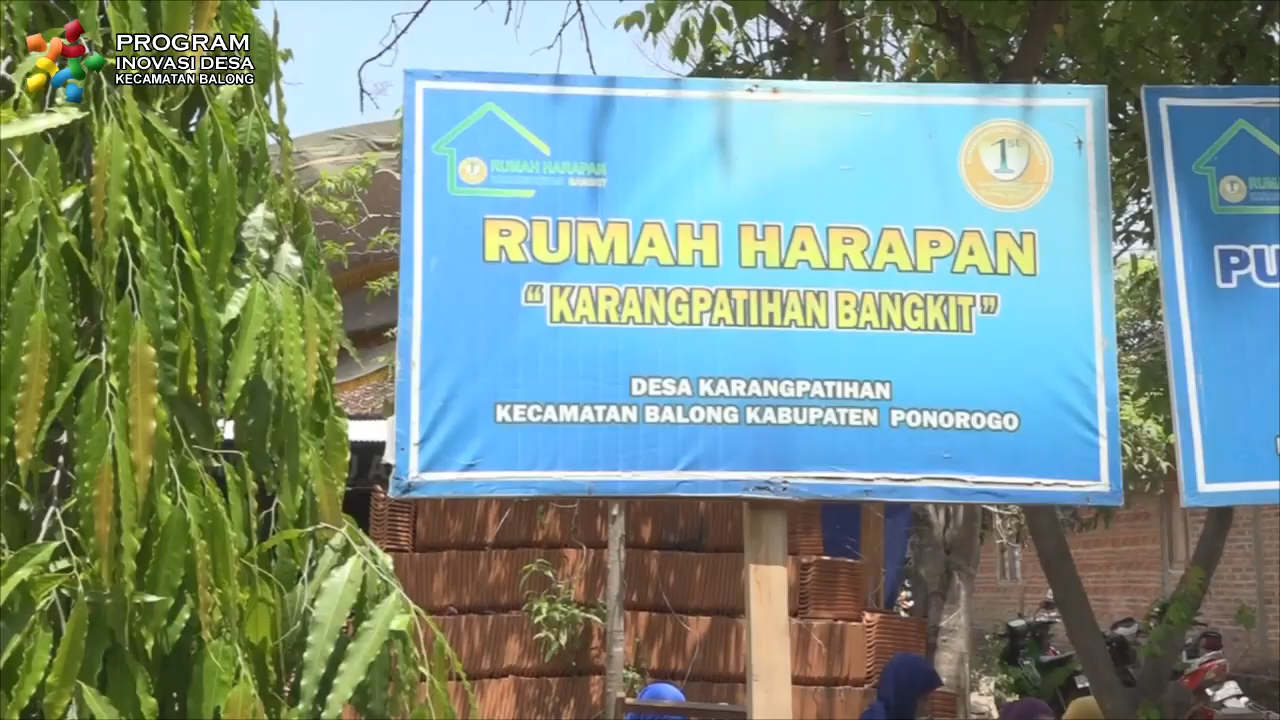 PROGRAM
INOVASI DESA
KECAMATAN BALONG
RUMAH HARAPAN
BANGKIT
1st
RUMAH HARAPAN
“ KARANGPATIHAN BANGKIT ”
DESA KARANGPATIHAN
KECAMATAN BALONG KABUPATEN PONOROGO
PU